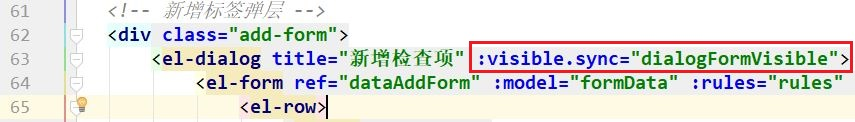 61 <!-- 新增标签弹层 -->
62 <div class="add-form">
63 <el-dialog title="新增检查项" :visible.sync="dialogFormVisible">
64 <el-form ref="dataAddForm" :model="formData" :rules="rules"
65 <el-row>